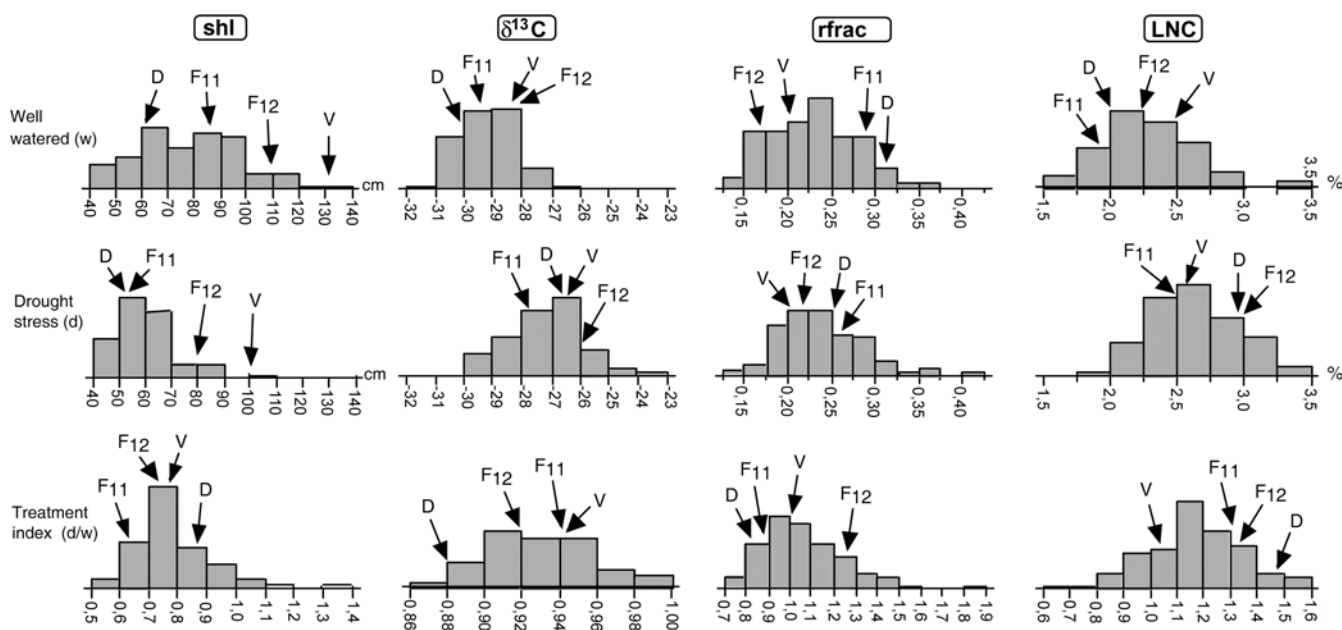 shl δ¹³C rfrac LNC
D F11 F12 V
D F11 V F12
F12 V F11 D
F11 D F12 V
Well
watered (w)
40 50 60 70 80 90 100 110 120 130 140 cm
-32 -31 -30 -29 -28 -27 -26 -25 -24 -23
0,15 0,20 0,25 0,30 0,35 0,40
1,5 2,0 2,5 3,0 3,5 3,5 %
D F11 F12 V
F11 D V F12
V F12 D F11
F11 V D F12
Drought
stress (d)
40 50 60 70 80 90 100 110 120 130 140 cm
-32 -31 -30 -29 -28 -27 -26 -25 -24 -23
0,15 0,20 0,25 0,30 0,35 0,40
1,5 2,0 2,5 3,0 3,5 %
F11 F12 V D
D F12 F11 V
D F11 V F12
V F11 F12 D
Treatment
index (d/w)
0,5 0,6 0,7 0,8 0,9 1,0 1,1 1,2 1,3 1,4
0,86 0,88 0,90 0,92 0,94 0,96 0,98 1,00
0,7 0,8 0,9 1,0 1,1 1,2 1,3 1,4 1,5 1,6 1,7 1,8 1,9
0,6 0,7 0,8 0,9 1,0 1,1 1,2 1,3 1,4 1,5 1,6